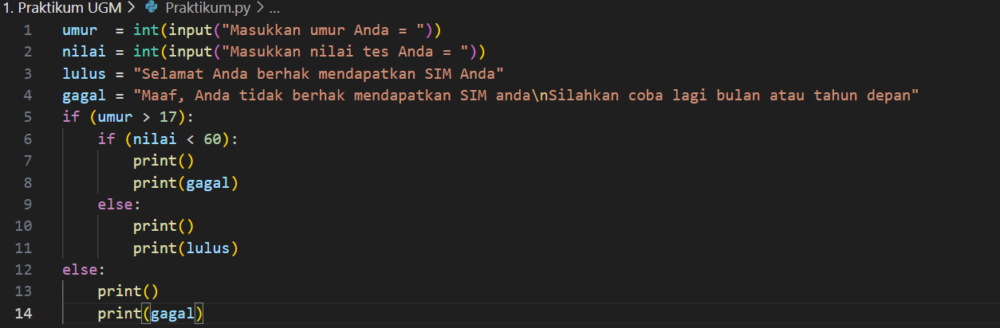 1. Praktikum UGM > Praktikum.py > ...
1 umur  = int(input("Masukkan umur Anda = "))
2 nilai = int(input("Masukkan nilai tes Anda = "))
3 lulus = "Selamat Anda berhak mendapatkan SIM Anda"
4 gagal = "Maaf, Anda tidak berhak mendapatkan SIM anda\nSilahkan coba lagi bulan atau tahun depan"
5 if (umur > 17):
6     if (nilai < 60):
7         print()
8         print(gagal)
9     else:
10         print()
11         print(lulus)
12 else:
13     print()
14     print(gagal)